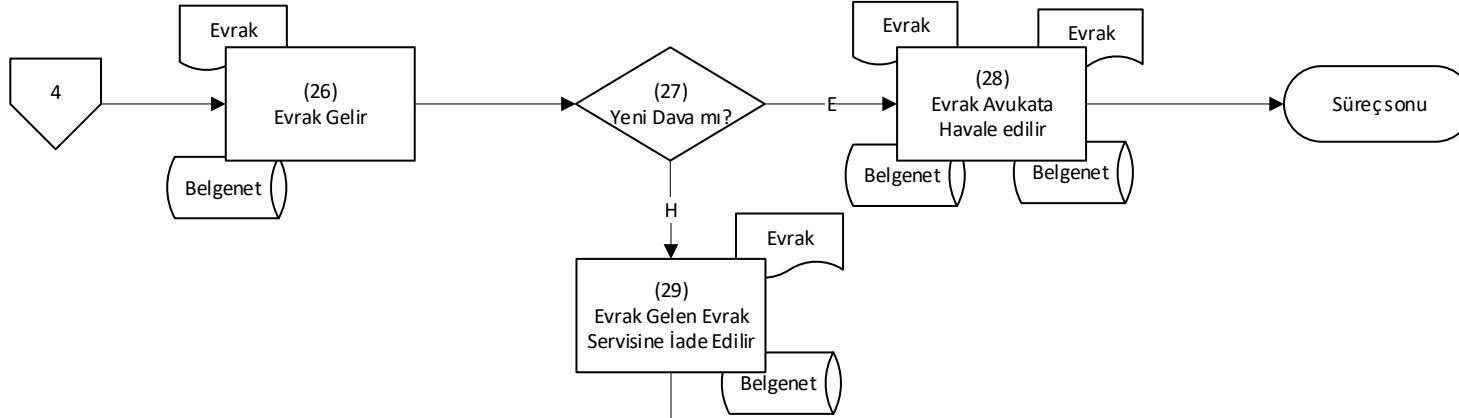 4
Evrak
(26)
Evrak Gelir
Belgenet
(27)
Yeni Dava mı?
E
Evrak
Evrak
(28)
Evrak Avukata
Havale edilir
Belgenet
Belgenet
Süreç sonu
H
Evrak
(29)
Evrak Gelen Evrak
Servisine İade Edilir
Belgenet